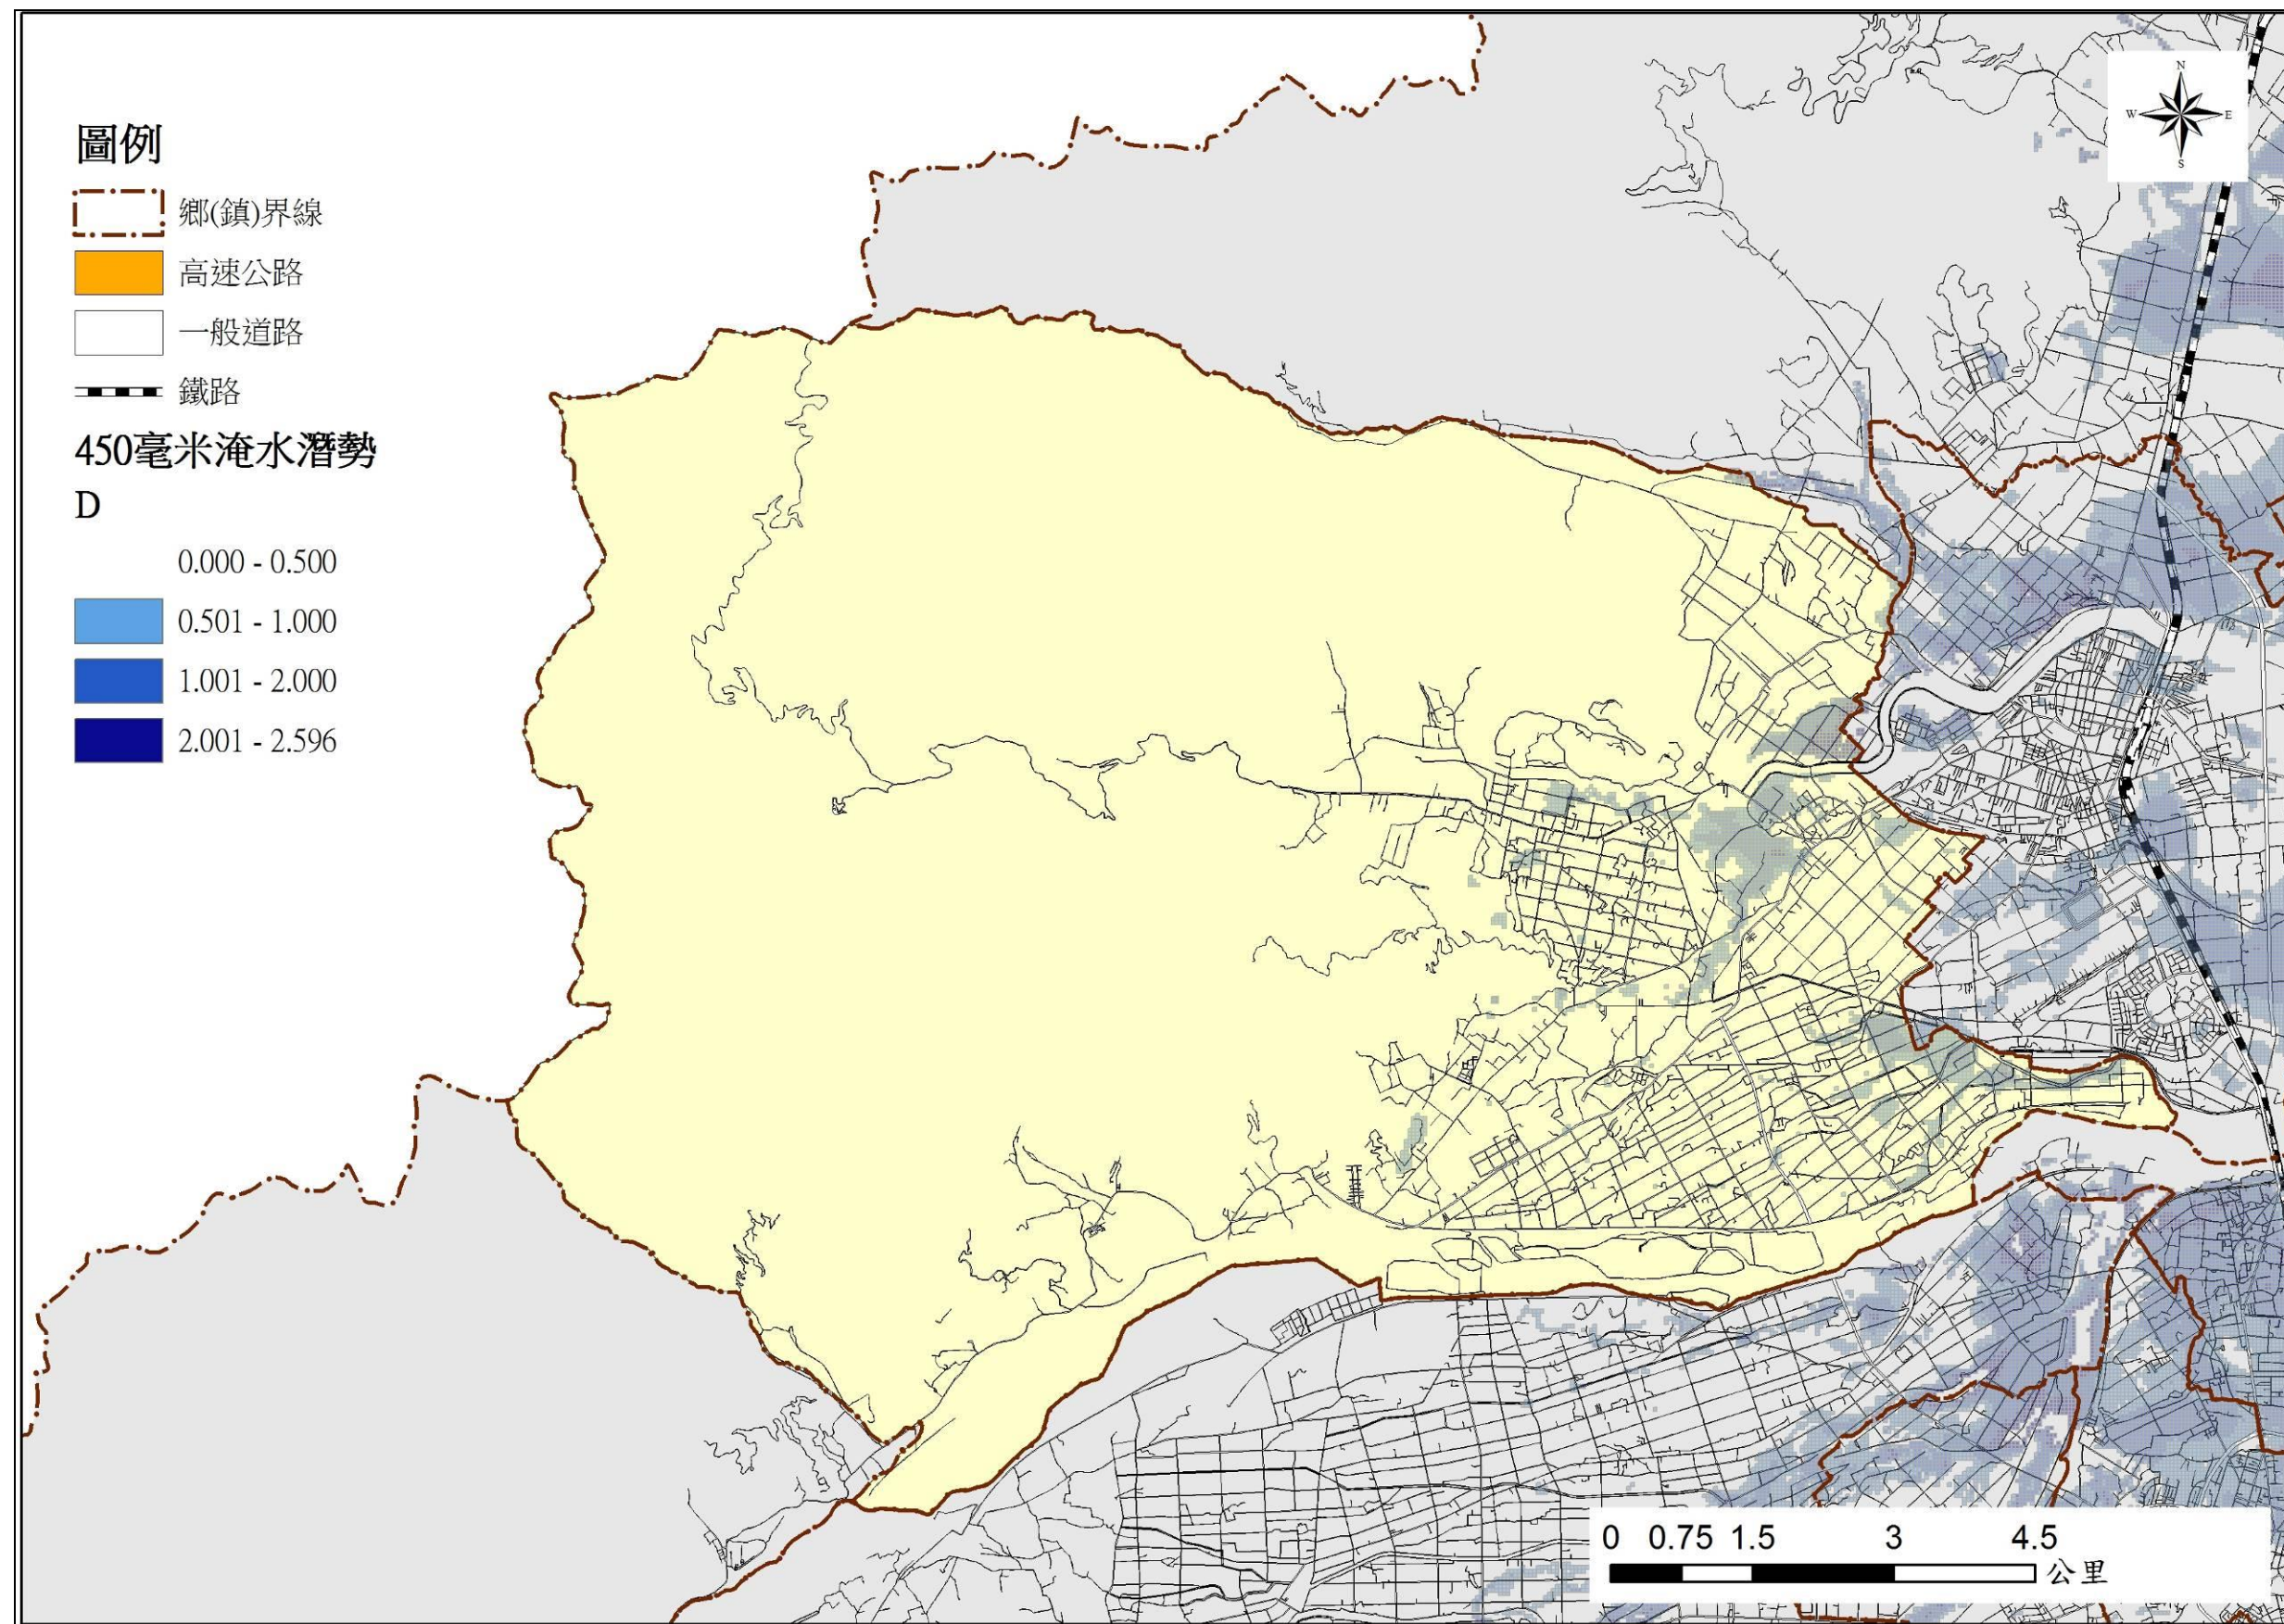 圖例
鄉(鎮)界線
高速公路
一般道路
鐵路
450毫米淹水潛勢
D
0.000 - 0.500
0.501 - 1.000
1.001 - 2.000
2.001 - 2.596
N
W E
S
0 0.75 1.5 3 4.5
公里